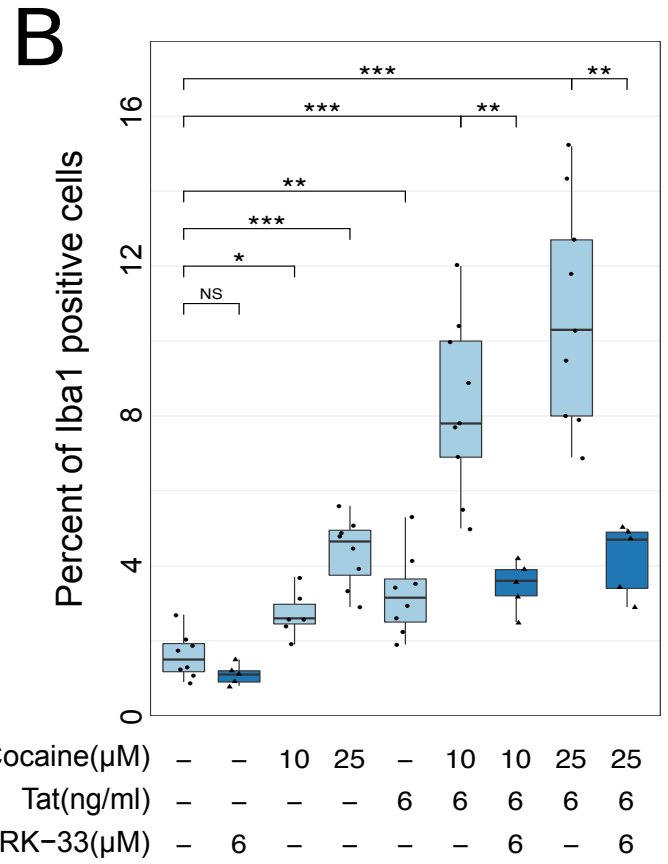 B
*** **
*** **
**
***
*
NS
16
12
8
4
0
Percent of Iba1 positive cells
Cocaine(μM) – – 10 25 – 10 10 25 25
Tat(ng/ml) – – – – 6 6 6 6 6
RK−33(μM) – 6 – – – – 6 – 6